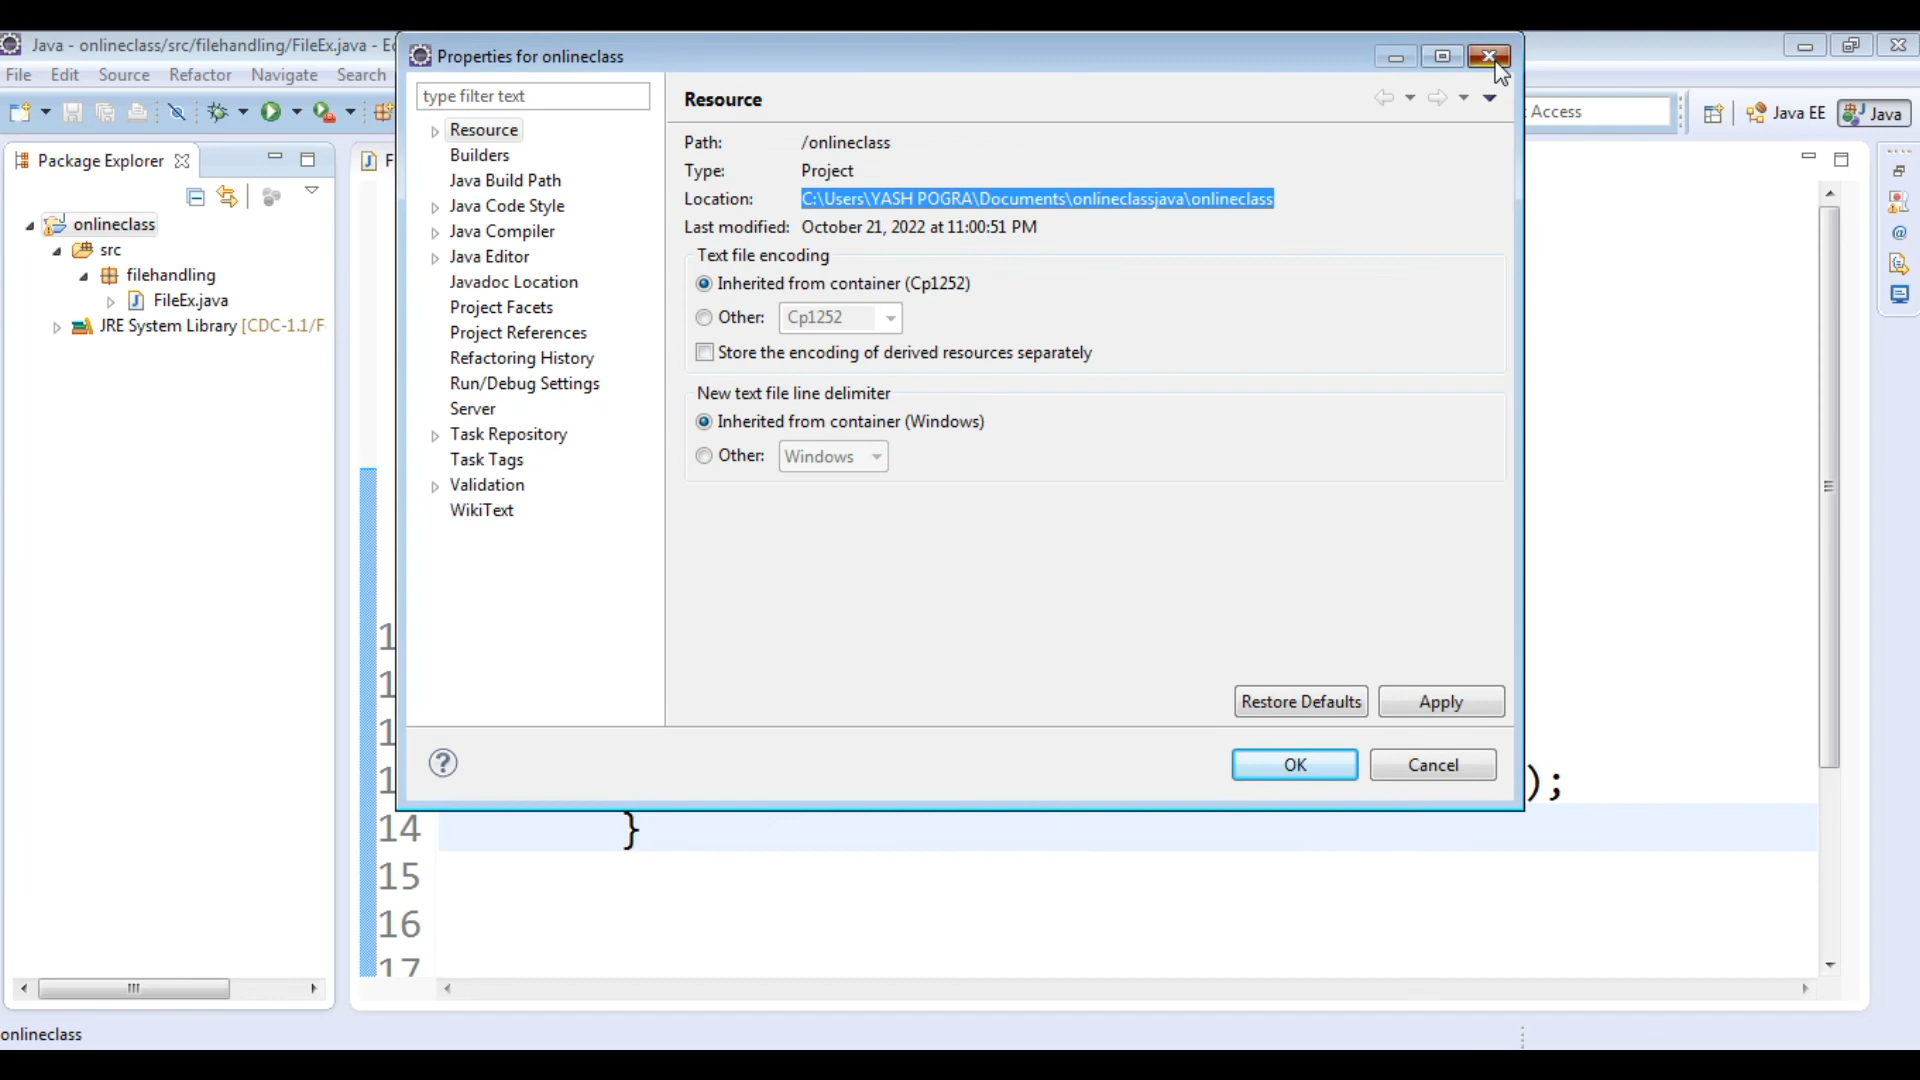 Java - onlineclass/src/filehandling/FileEx.java - Ec
File Edit Source Refactor Navigate Search
Access
Java EE
Java
Package Explorer
onlineclass
src
filehandling
FileEx.java
JRE System Library [CDC-1.1/F
Properties for onlineclass
type filter text
Resource
Builders
Java Build Path
Java Code Style
Java Compiler
Java Editor
Javadoc Location
Project Facets
Project References
Refactoring History
Run/Debug Settings
Server
Task Repository
Task Tags
Validation
WikiText
Resource
Path: /onlineclass
Type: Project
Location: C:\Users\YASH POGRA\Documents\onlineclassjava\onlineclass
Last modified: October 21, 2022 at 11:00:51 PM
Text file encoding
Inherited from container (Cp1252)
Other: Cp1252
Store the encoding of derived resources separately
New text file line delimiter
Inherited from container (Windows)
Other: Windows
Restore Defaults Apply
OK Cancel
F
1
1
1
1 );
14 }
15
16
17
onlineclass